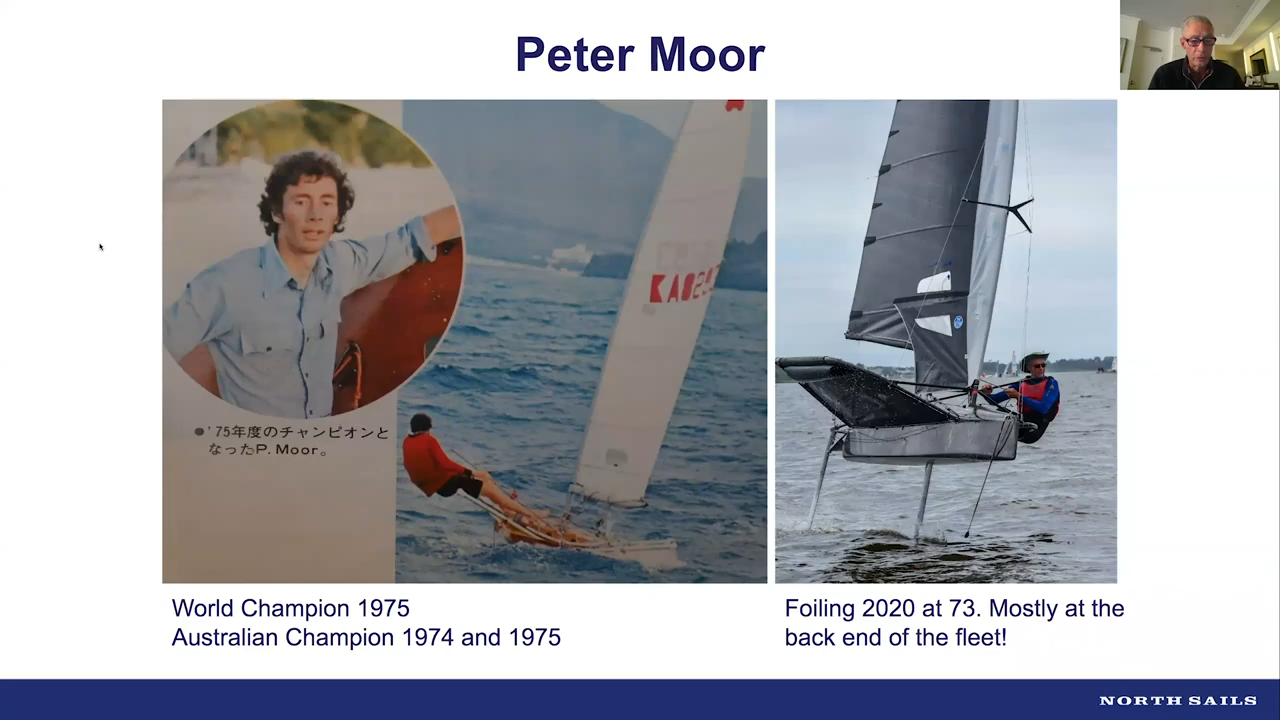 Peter Moor
●'75年度のチャンピオンと
なったP. Moor。
World Champion 1975
Australian Champion 1974 and 1975
Foiling 2020 at 73. Mostly at the
back end of the fleet!
NORTH SAILS